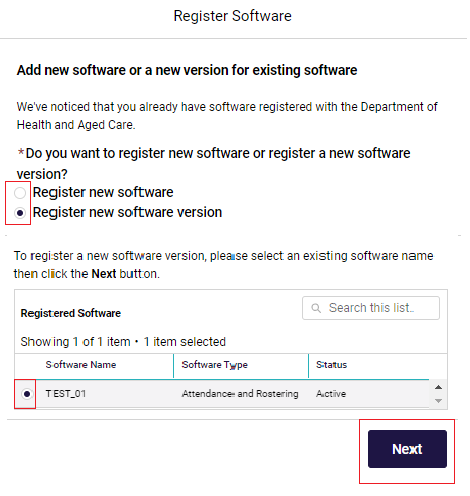 Register Software
Add new software or a new version for existing software
We've noticed that you already have software registered with the Department of
Health and Aged Care.
*Do you want to register new software or register a new software
version?
Register new software
Register new software version
To register a new software version, please select an existing software name
then click the Next button.
Registered Software
Search this list..
Showing 1 of 1 item • 1 item selected
Software Name Software Type Status
TEST_01 Attendance and Rostering Active
Next